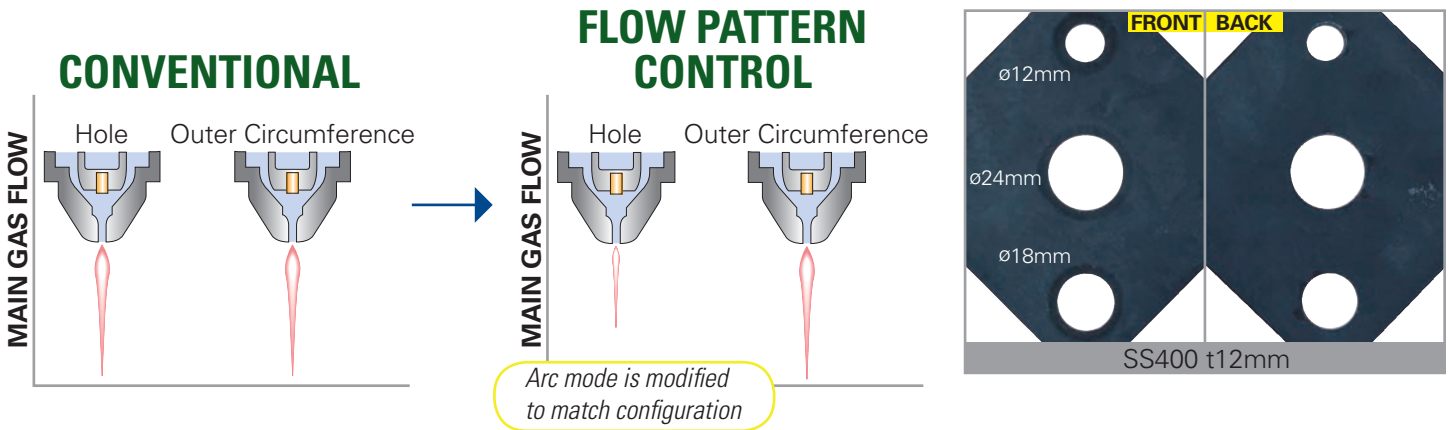 CONVENTIONAL
MAIN GAS FLOW
Hole
Outer Circumference
FLOW PATTERN
CONTROL
MAIN GAS FLOW
Hole
Outer Circumference
Arc mode is modified
to match configuration
FRONT
BACK
ø12mm
ø24mm
ø18mm
SS400 t12mm